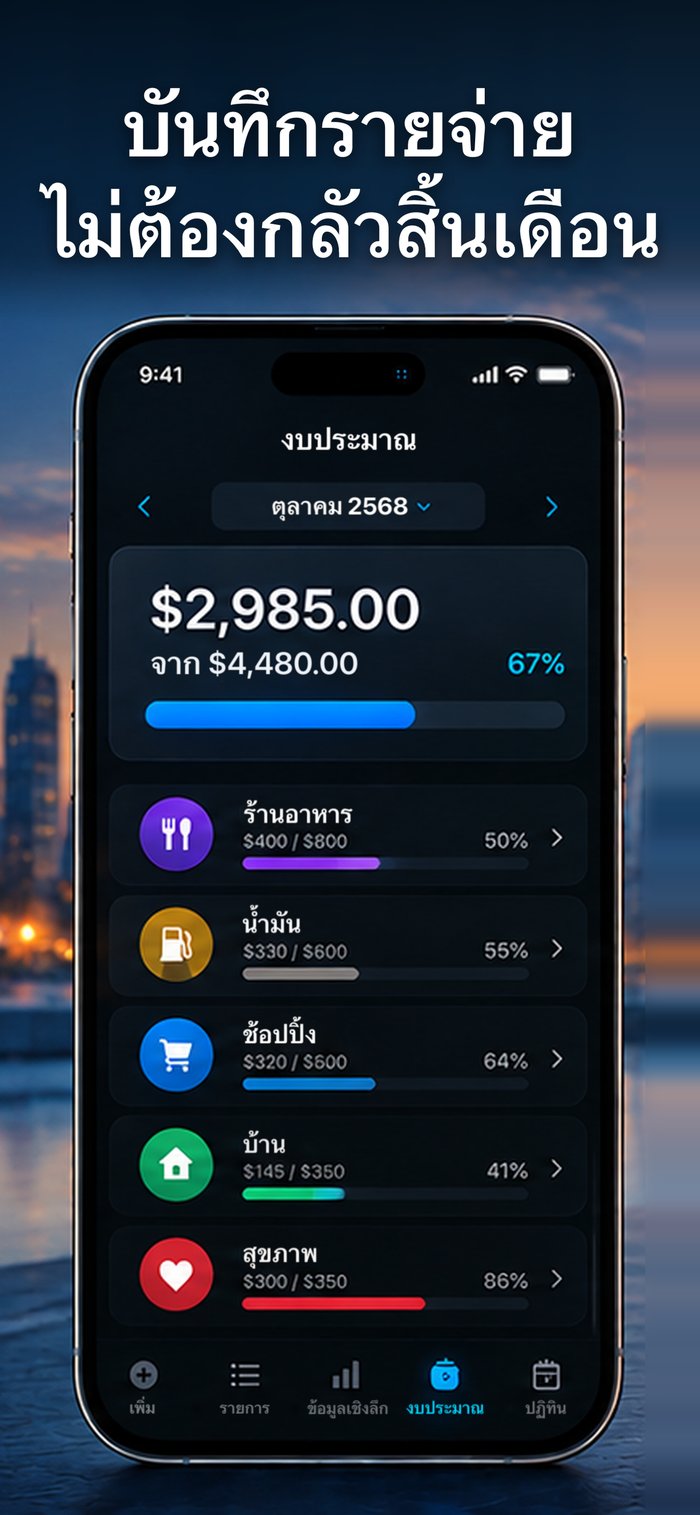 บันทึกรายจ่าย
ไม่ต้องกลัวสิ้นเดือน
9:41
งบประมาณ
ตุลาคม 2568
$2,985.00
จาก $4,480.00
67%
ร้านอาหาร
$400 / $800
50%
น้ำมัน
$330 / $600
55%
ช้อปปิ้ง
$320 / $600
64%
บ้าน
$145 / $350
41%
สุขภาพ
$300 / $350
86%
เพิ่ม
รายการ
ข้อมูลเชิงลึก
งบประมาณ
ปฏิทิน